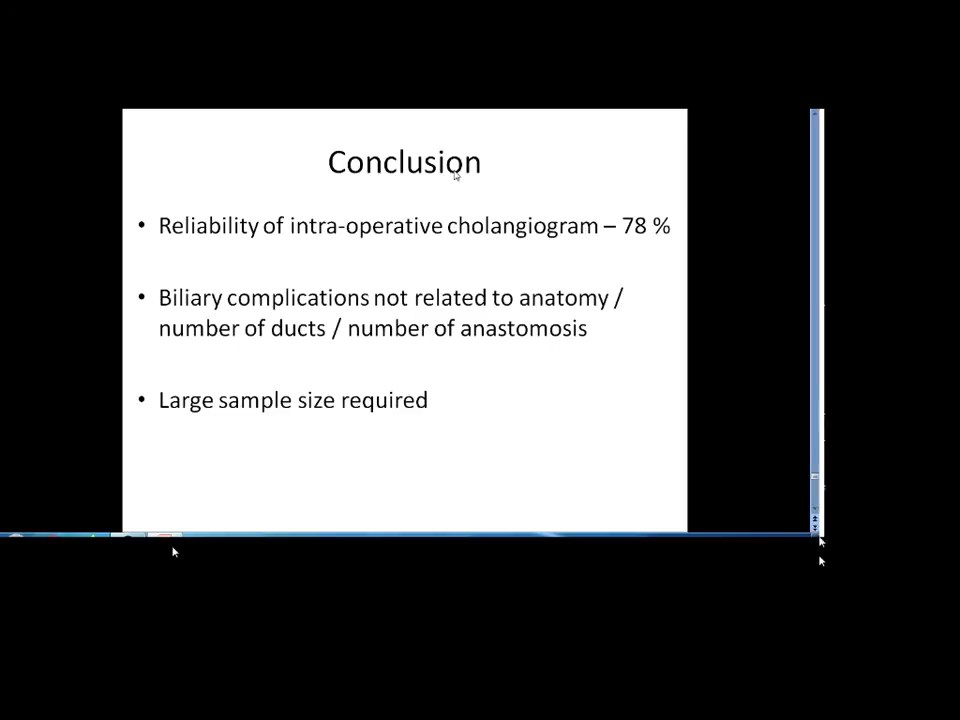 Conclusion
• Reliability of intra-operative cholangiogram – 78 %
• Biliary complications not related to anatomy /
number of ducts / number of anastomosis
• Large sample size required